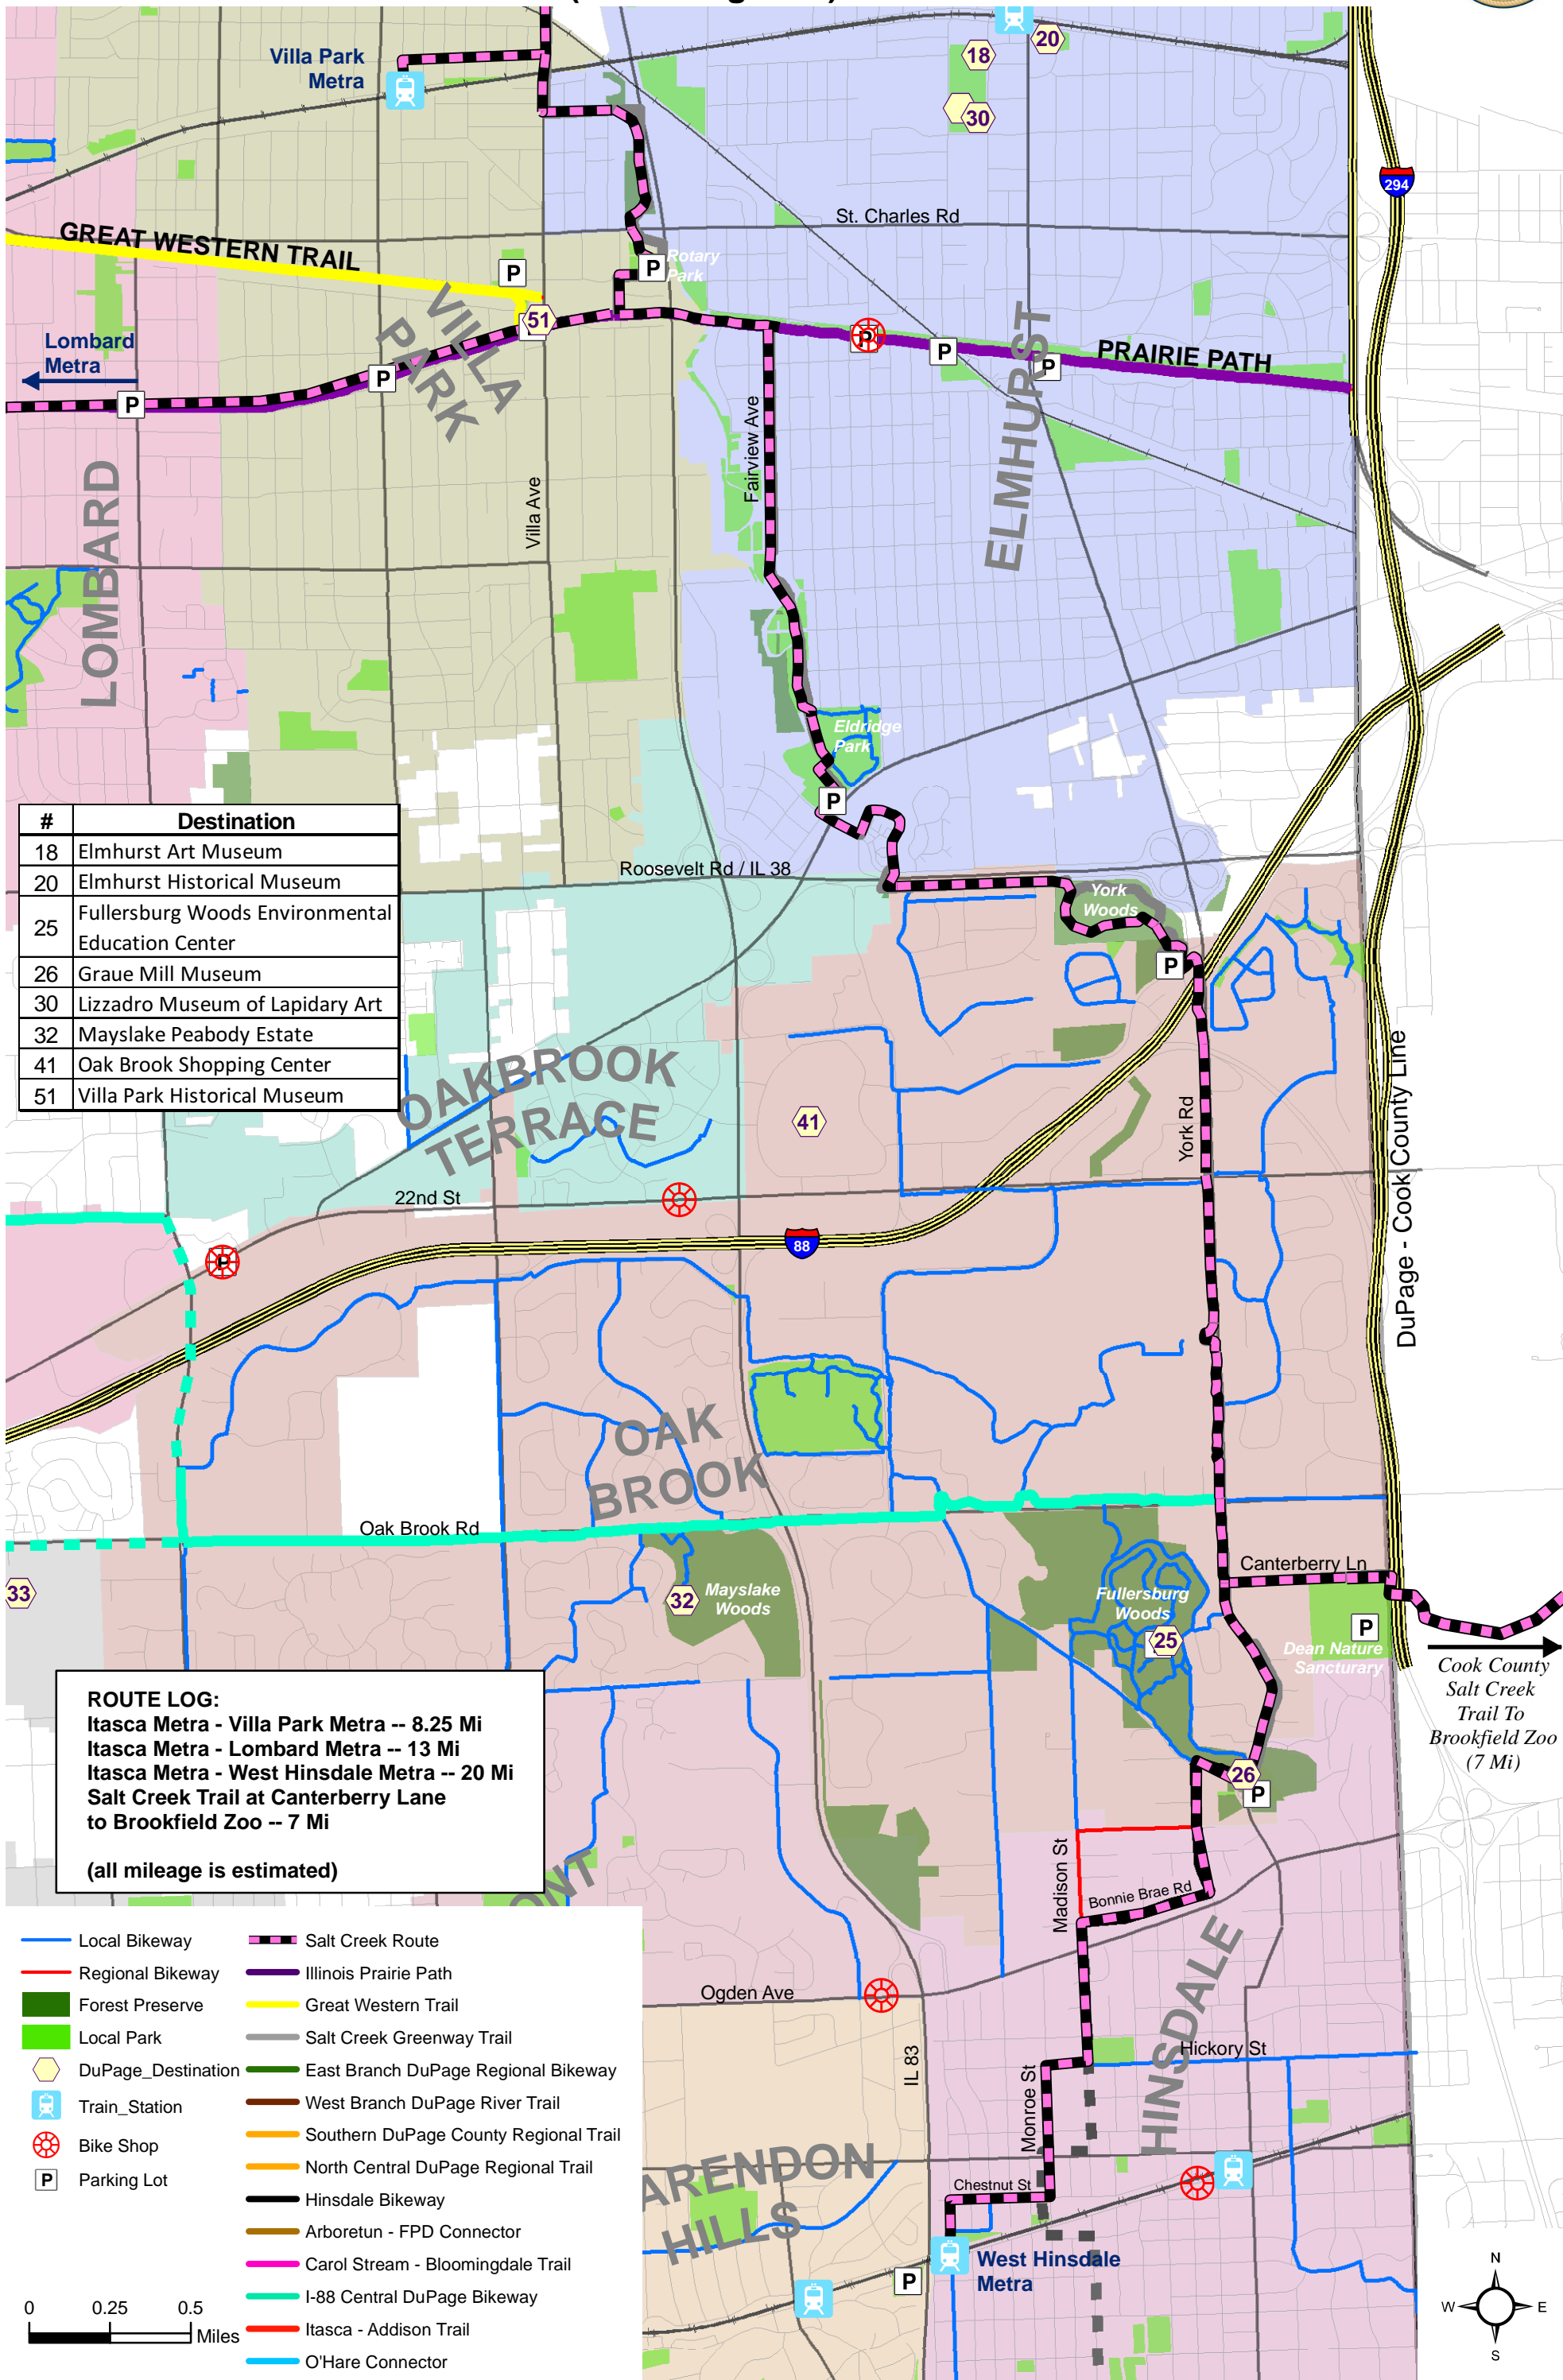 Villa Park
Metra
18
20
30
294
St. Charles Rd
GREAT WESTERN TRAIL
P
P
Rotary
Park
VILLA
PARK
51
Lombard
Metra
P
P
P
P
P
PRAIRIE PATH
ELMHURST
Fairview Ave
Villa Ave
LOMBARD
Eldridge
Park
P
# Destination
18 Elmhurst Art Museum
20 Elmhurst Historical Museum
25 Fullersburg Woods Environmental
Education Center
26 Graue Mill Museum
30 Lizzadro Museum of Lapidary Art
32 Mayslake Peabody Estate
41 Oak Brook Shopping Center
51 Villa Park Historical Museum
Roosevelt Rd / IL 38
York
Woods
P
OAKBROOK
TERRACE
41
York Rd
DuPage - Cook County Line
22nd St
P
88
OAK
BROOK
Oak Brook Rd
33
32
Mayslake
Woods
Fullersburg
Woods
25
Canterberry Ln
P
Dean Nature
Sancturary
Cook County
Salt Creek
Trail To
Brookfield Zoo
(7 Mi)
ROUTE LOG:
Itasca Metra - Villa Park Metra -- 8.25 Mi
Itasca Metra - Lombard Metra -- 13 Mi
Itasca Metra - West Hinsdale Metra -- 20 Mi
Salt Creek Trail at Canterberry Lane
to Brookfield Zoo -- 7 Mi
(all mileage is estimated)
26
P
Madison St
Bonnie Brae Rd
HINSDALE
Ogden Ave
IL 83
Hickory St
Monroe St
Chestnut St
HILLS
West Hinsdale
Metra
P
Local Bikeway
Regional Bikeway
Forest Preserve
Local Park
DuPage_Destination
Train_Station
Bike Shop
P Parking Lot
Salt Creek Route
Illinois Prairie Path
Great Western Trail
Salt Creek Greenway Trail
East Branch DuPage Regional Bikeway
West Branch DuPage River Trail
Southern DuPage County Regional Trail
North Central DuPage Regional Trail
Hinsdale Bikeway
Arboretun - FPD Connector
Carol Stream - Bloomingdale Trail
I-88 Central DuPage Bikeway
Itasca - Addison Trail
O'Hare Connector
0 0.25 0.5
Miles
N
W E
S